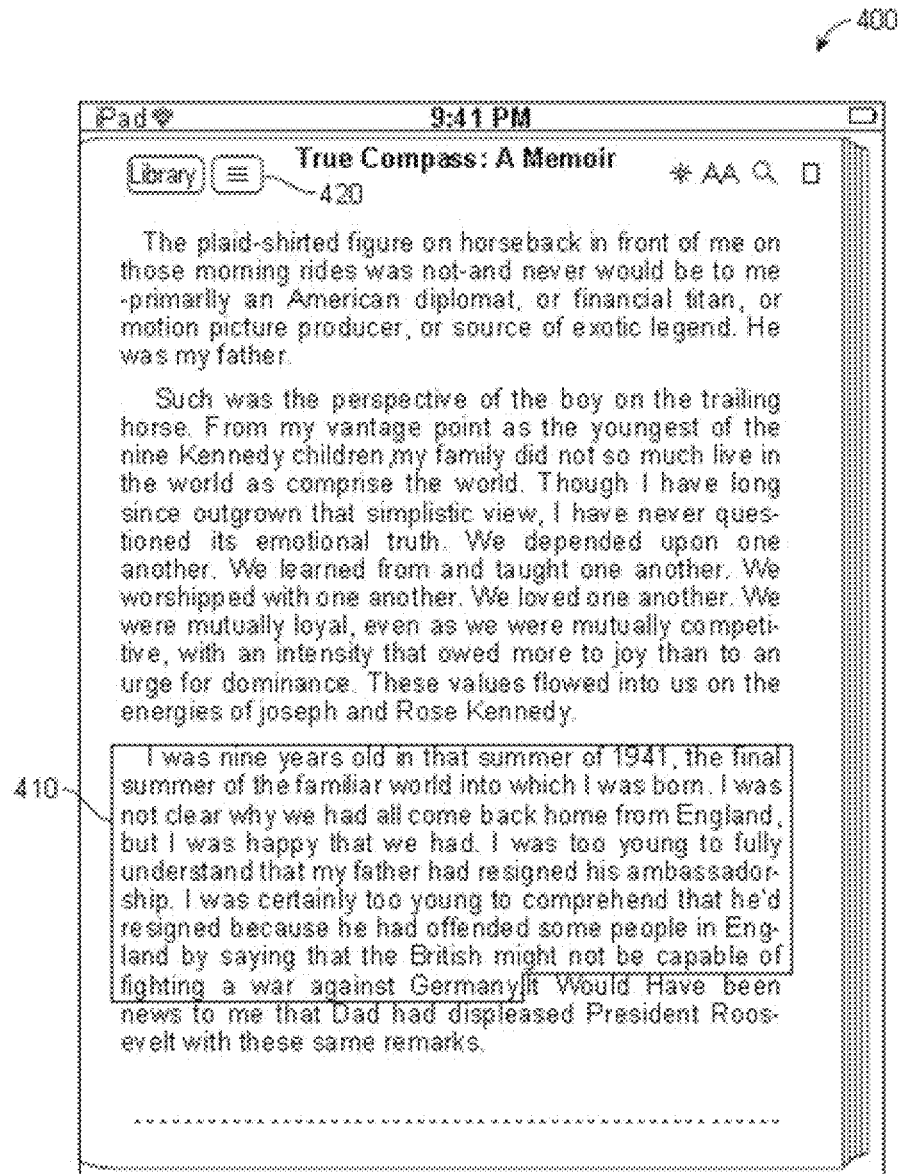 400
iPad 9:41 PM
Library True Compass: A Memoir AA
420
The plaid-shirted figure on horseback in front of me on
those morning rides was not-and never would be to me
-primarily an American diplomat, or financial titan, or
motion picture producer, or source of exotic legend. He
was my father.
Such was the perspective of the boy on the trailing
horse. From my vantage point as the youngest of the
nine Kennedy children,my family did not so much live in
the world as comprise the world. Though I have long
since outgrown that simplistic view, I have never ques-
tioned its emotional truth. We depended upon one
another. We learned from and taught one another. We
worshipped with one another. We loved one another. We
were mutually loyal, even as we were mutually competi-
tive, with an intensity that owed more to joy than to an
urge for dominance. These values flowed into us on the
energies of joseph and Rose Kennedy.
I was nine years old in that summer of 1941, the final
410 summer of the familiar world into which I was born. I was
not clear why we had all come back home from England,
but I was happy that we had. I was too young to fully
understand that my father had resigned his ambassador-
ship. I was certainly too young to comprehend that he'd
resigned because he had offended some people in Eng-
land by saying that the British might not be capable of
fighting a war against Germany.It Would Have been
news to me that Dad had displeased President Roos-
evelt with these same remarks.